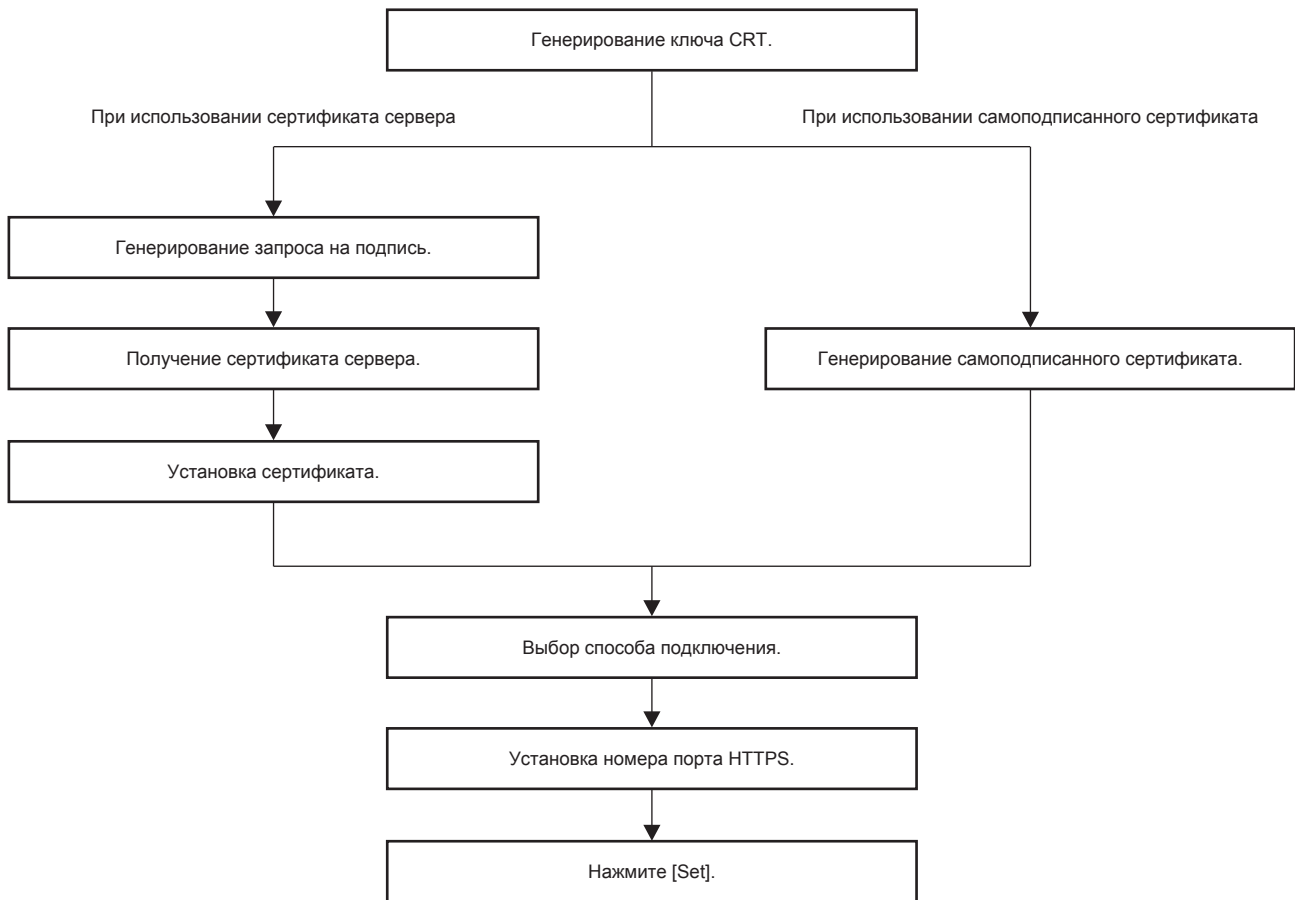 Генерирование ключа CRT.
При использовании сертификата сервера
При использовании самоподписанного сертификата
Генерирование запроса на подпись.
Получение сертификата сервера.
Генерирование самоподписанного сертификата.
Установка сертификата.
Выбор способа подключения.
Установка номера порта HTTPS.
Нажмите [Set].